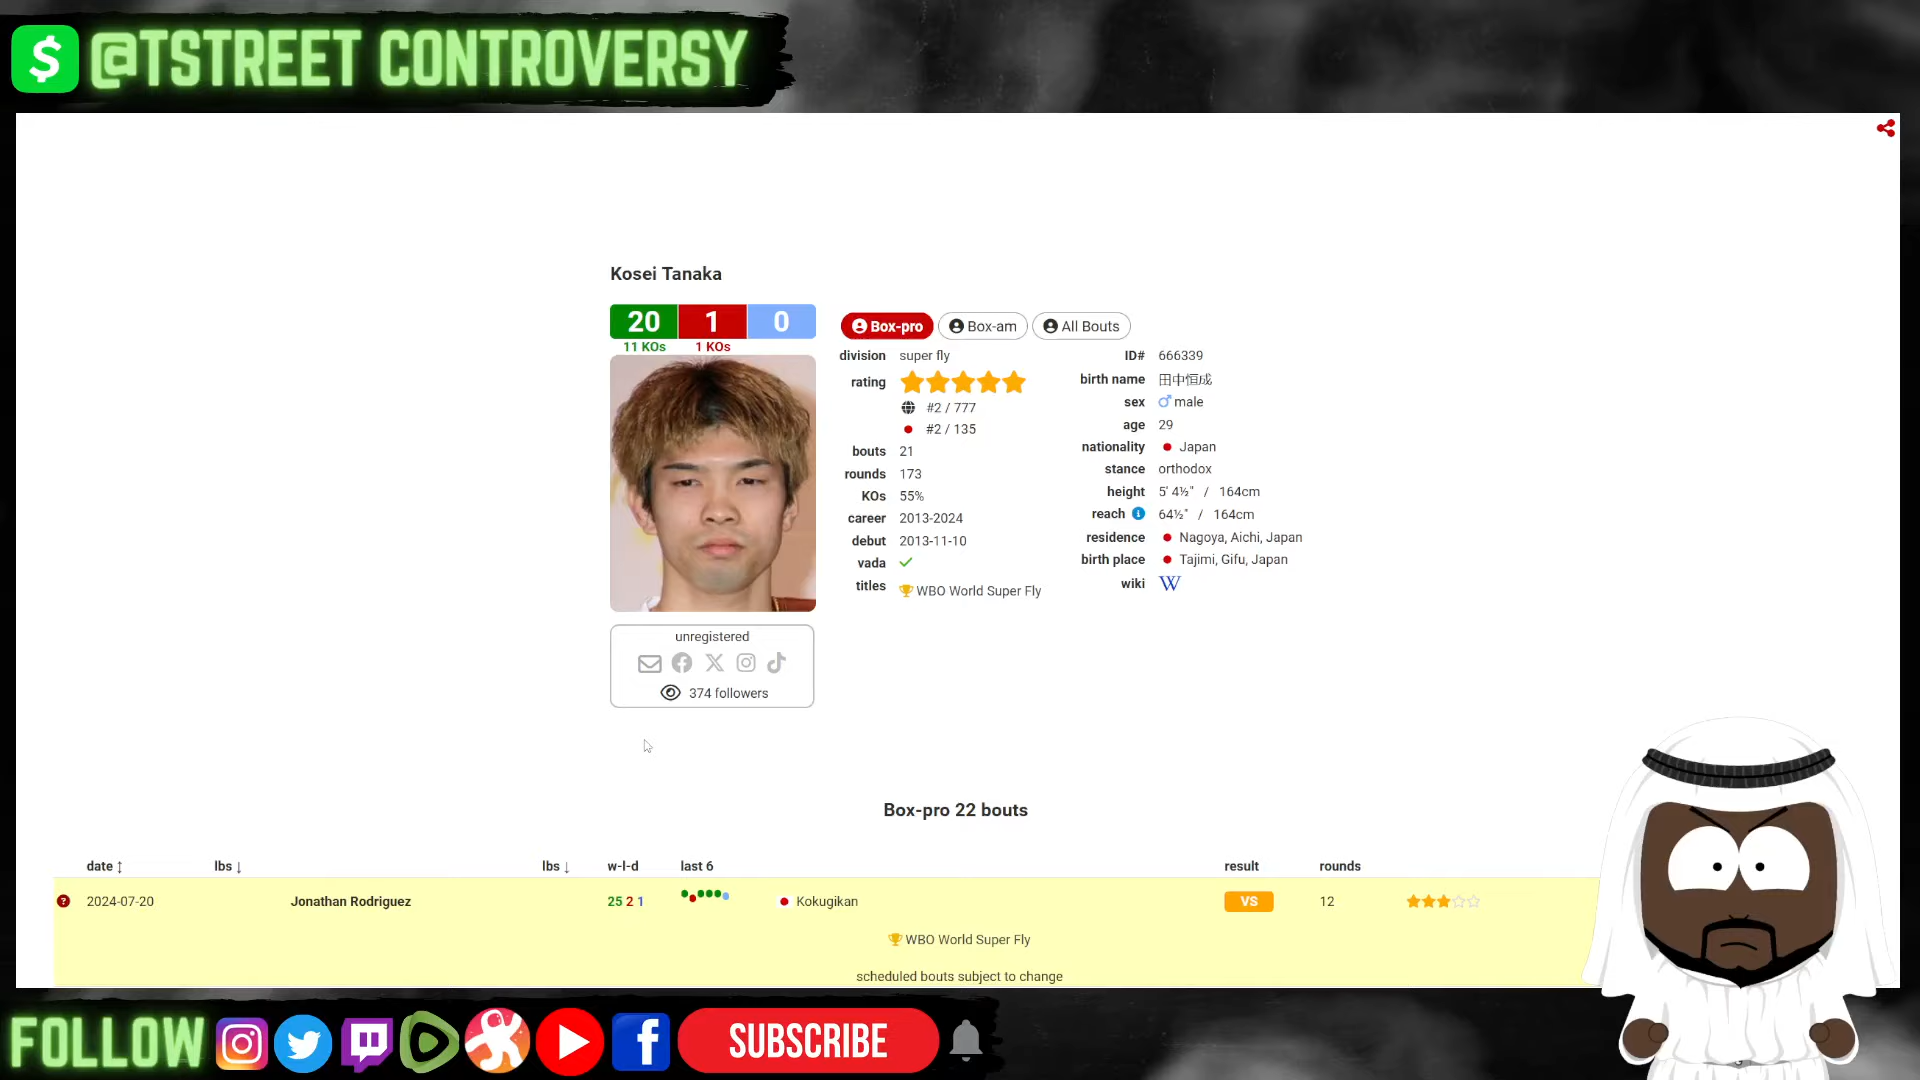 $ @TSTREET CONTROVERSY
Kosei Tanaka
20 1 0
11 KOs 1 KOs
Box-pro Box-am All Bouts
division super fly
rating
#2 / 777
#2 / 135
bouts 21
rounds 173
KOs 55%
career 2013-2024
debut 2013-11-10
vada
titles WBO World Super Fly
ID# 666339
birth name 田中恒成
sex male
age 29
nationality Japan
stance orthodox
height 5' 4½" / 164cm
reach 64½" / 164cm
residence Nagoya, Aichi, Japan
birth place Tajimi, Gifu, Japan
wiki W
unregistered
374 followers
Box-pro 22 bouts
date lbs lbs w-l-d last 6 result rounds
2024-07-20 Jonathan Rodriguez 25 2 1 Kokugikan VS 12
WBO World Super Fly
scheduled bouts subject to change
FOLLOW SUBSCRIBE